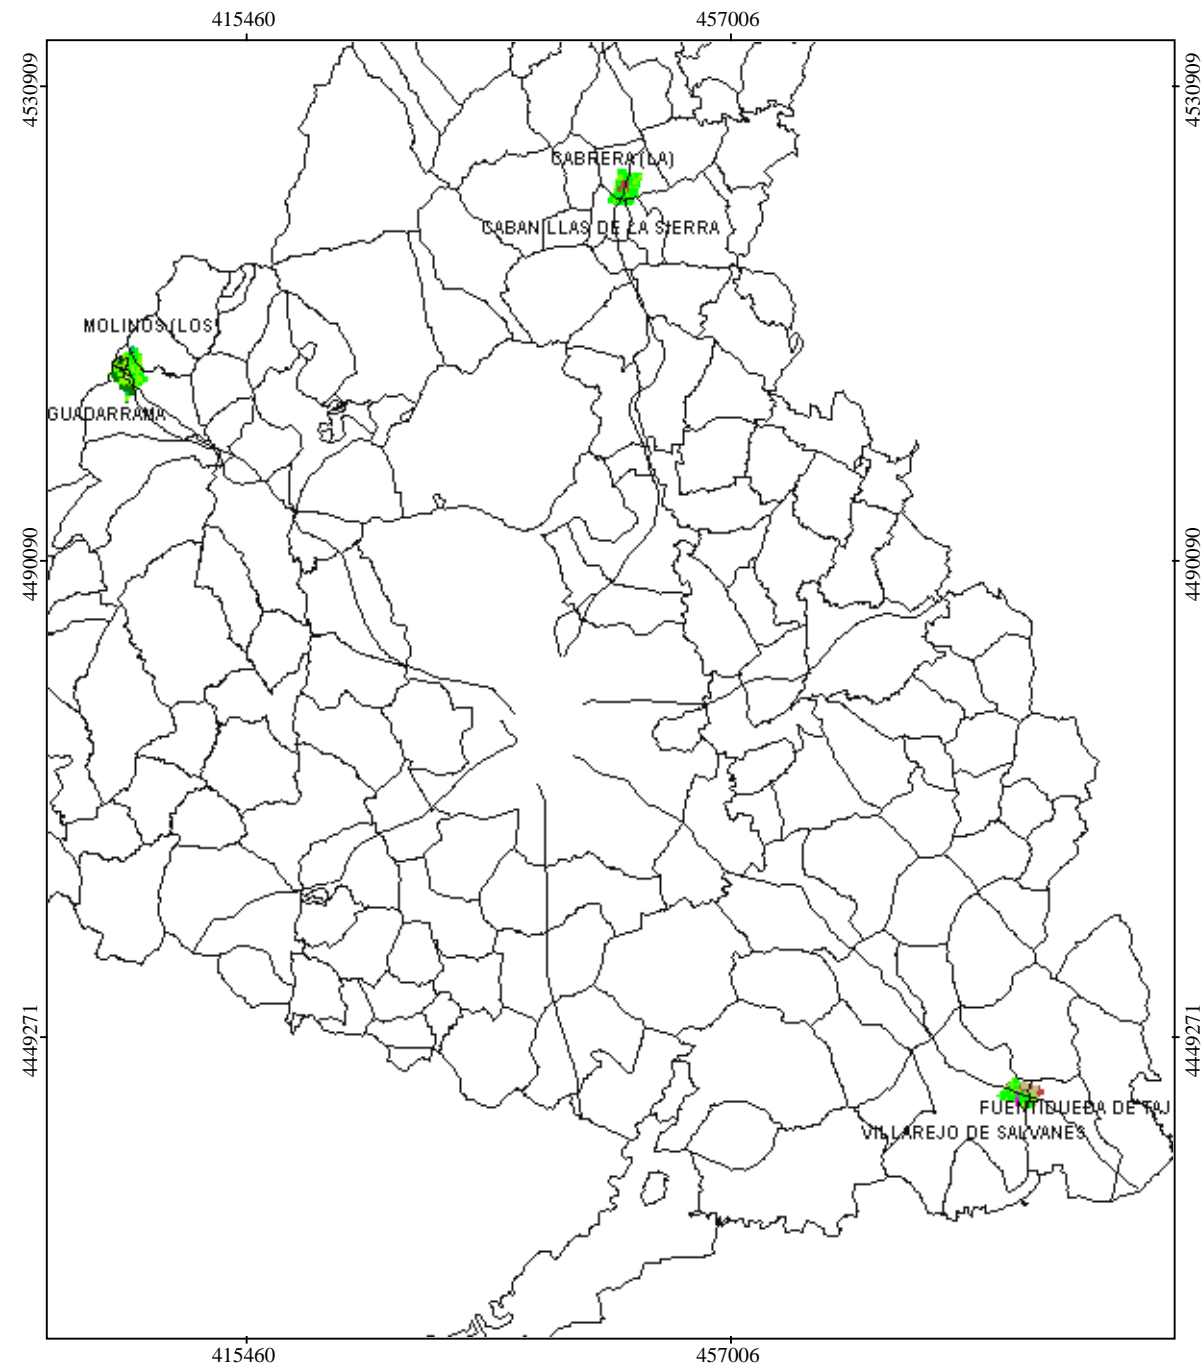 415460 457006
4530909 4530909
CABRERA (LA)
CABANILLAS DE LA SIERRA
MOLINOS (LOS
GUADARRAMA
4490090 4490090
4449271 4449271
FUENTIDUEÐA DE TAJ
VILLAREJO DE SALVANES
415460 457006